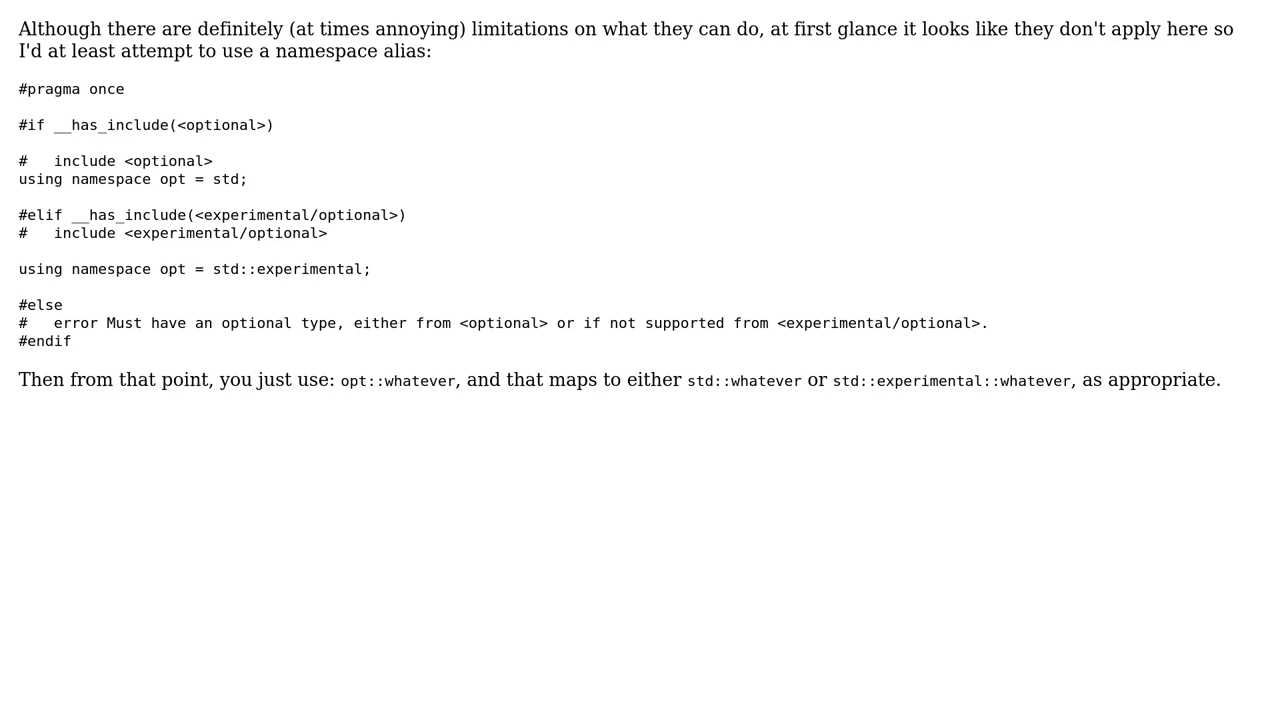 Although there are definitely (at times annoying) limitations on what they can do, at first glance it looks like they don't apply here so
I'd at least attempt to use a namespace alias:
#pragma once
#if __has_include(<optional>)
#   include <optional>
using namespace opt = std;
#elif __has_include(<experimental/optional>)
#   include <experimental/optional>
using namespace opt = std::experimental;
#else
#   error Must have an optional type, either from <optional> or if not supported from <experimental/optional>.
#endif
Then from that point, you just use: opt::whatever, and that maps to either std::whatever or std::experimental::whatever, as appropriate.